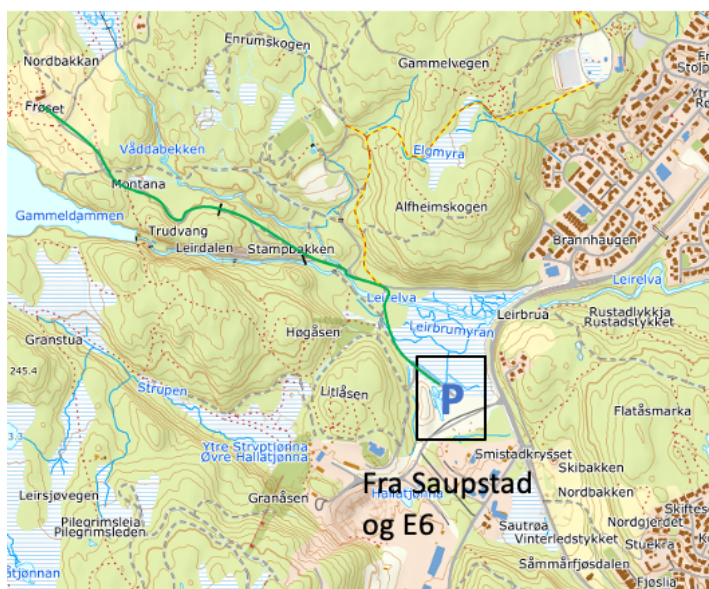 Enrumskogen
Nordbakkan
Gammelvegen
Frøset
Våddabekken
Elgmyra
Montana
Gammeldammen
Alfheimskogen
Trudvang
Leirdalen
Stampbakken
Brannhaugen
Leirelva
Leirelva
Leirbrumyran
Leirbrua
Rustadlykkja
Rustadstykket
Granstua
Høgåsen
245.4
Strupen
Litlåsen
P
Flatåsmarka
Ytre Stryptjønna
Øvre Hallatjønna
Smistadkrysset
Skibakken
Nordbakken
Fra Saupstad
og E6
Leirsjøvegen
Granåsen
Hallatjønna
Pilegrimsleia
Pilegrimsleden
Sautrøa
Vinterledstykket
Nordgjerdet
Stuekra
Såmmårfjøsdalen
Fjøslia